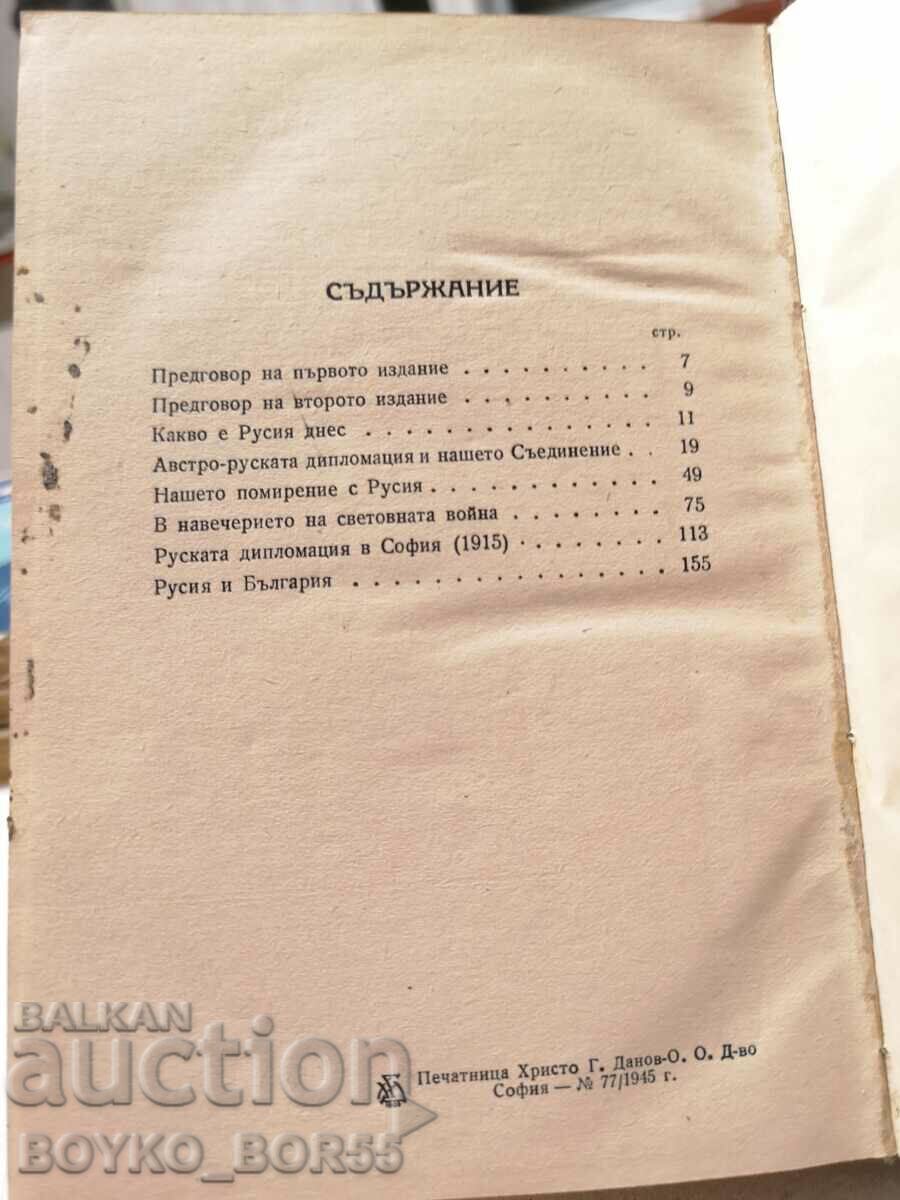 СЪДЪРЖАНИЕ
стр.
Предговор на първото издание . . . . . . . . . . 7
Предговор на второто издание . . . . . . . . . . 9
Какво е Русия днес . . . . . . . . . . . . . . . 11
Австро-руската дипломация и нашето Съединение . . 19
Нашето помирение с Русия . . . . . . . . . . . . 49
В навечерието на световната война . . . . . . . . 75
Руската дипломация в София (1915) . . . . . . . . 113
Русия и България . . . . . . . . . . . . . . . . 155
Печатница Христо Г. Данов-О. О. Д-во
София — № 77/1945 г.
BALKAN
auction
BOYKO_BOR55